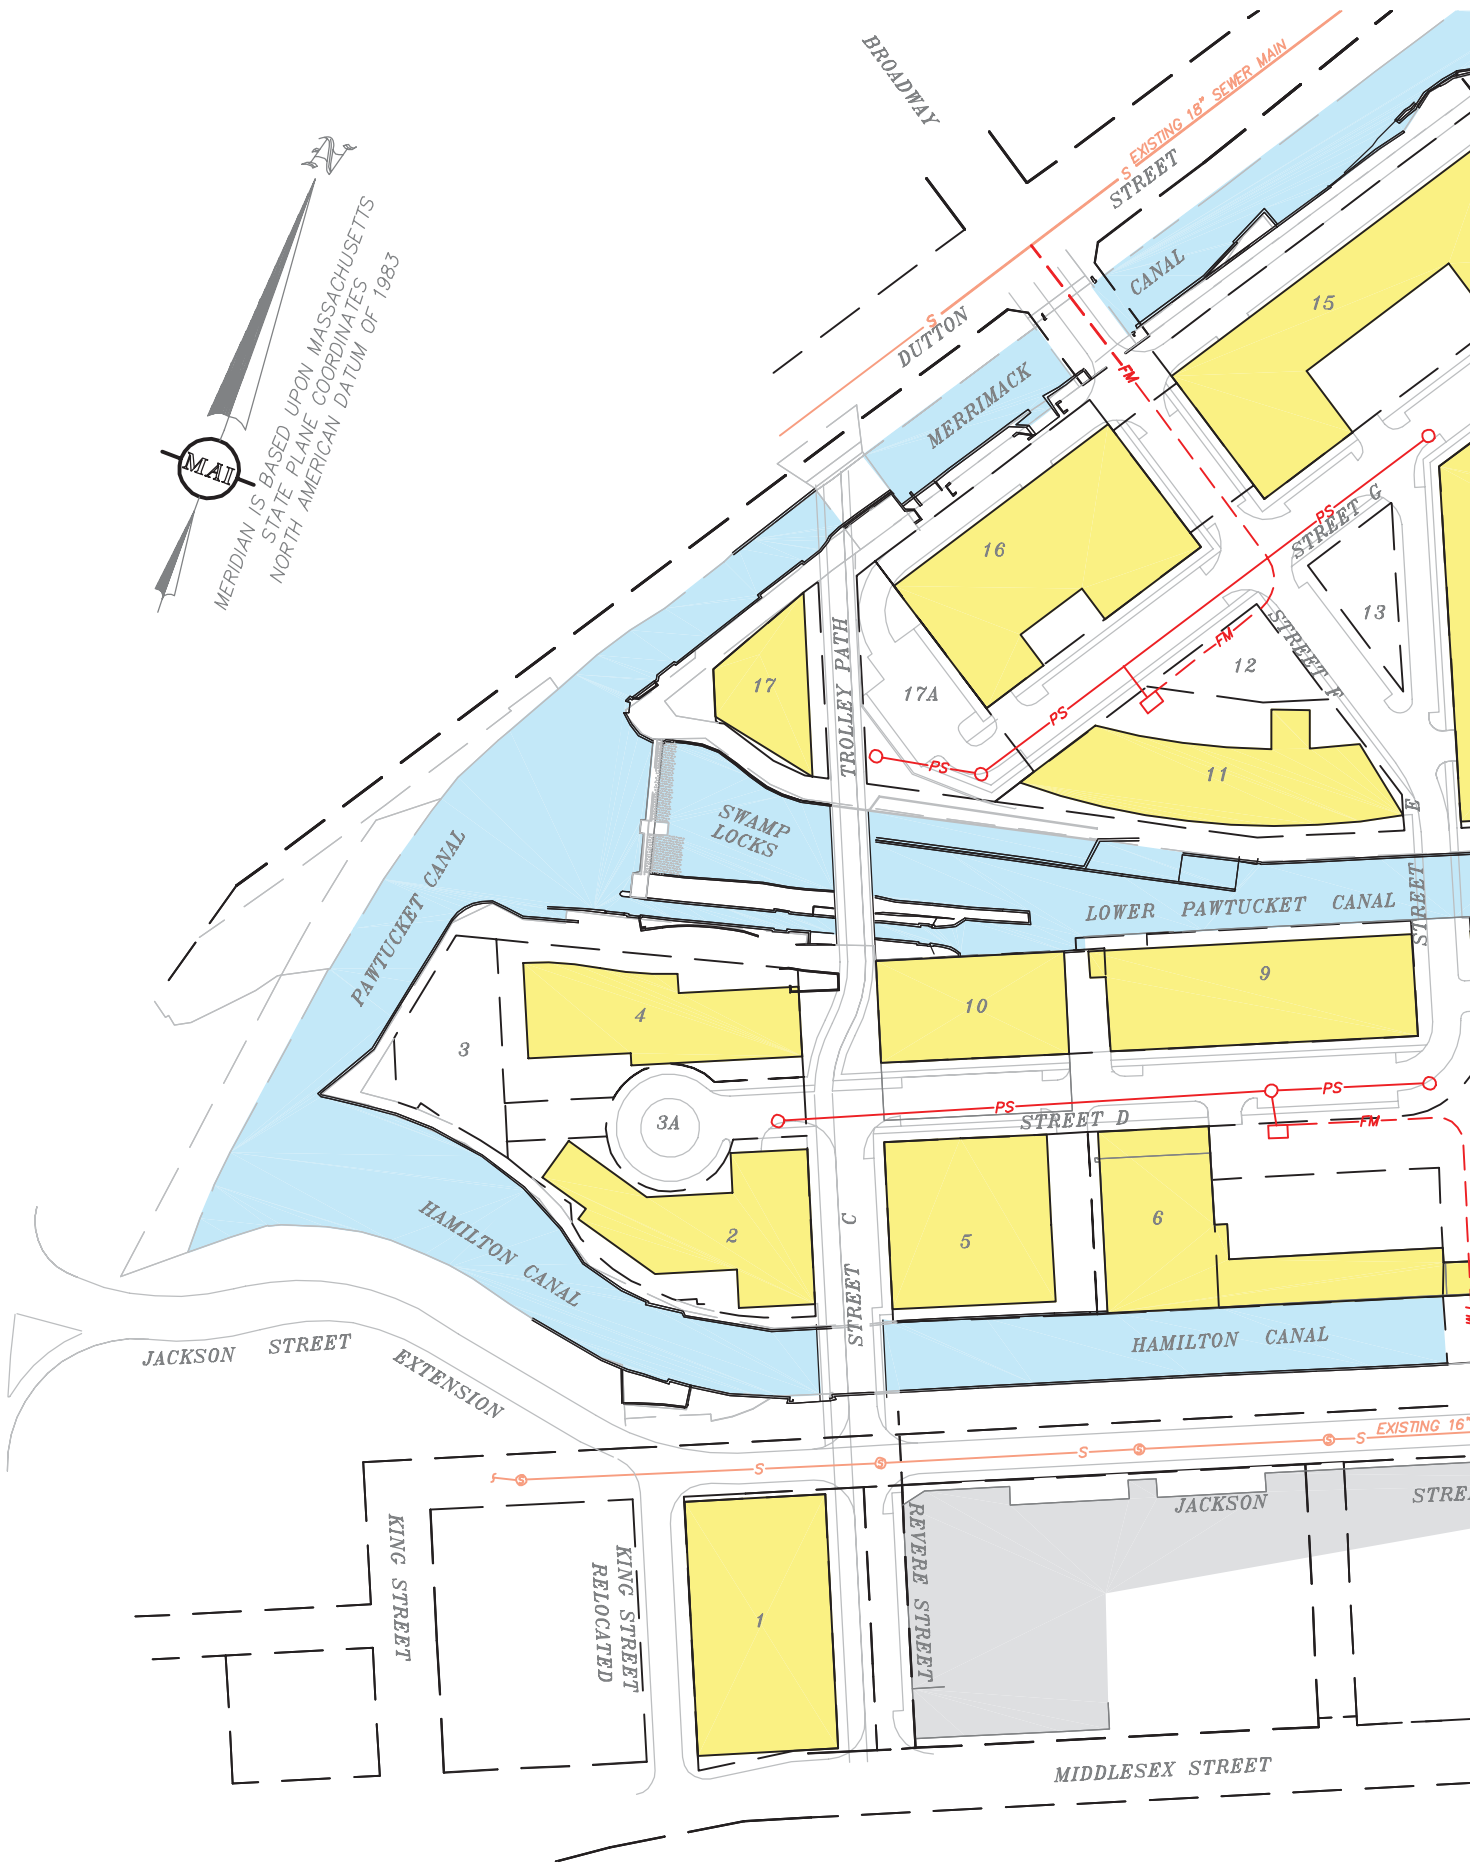 BROADWAY
EXISTING 18" SEWER MAIN
S
STREET
N
MERIDIAN IS BASED UPON MASSACHUSETTS
STATE PLANE COORDINATES
NORTH AMERICAN DATUM OF 1983
MAI
CANAL
15
S
DUTTON
FM
MERRIMACK
PS
STREET G
16
13
STREET F
FM
12
TROLLEY PATH
17
17A
PS
PS
11
STREET E
SWAMP
LOCKS
PAWTUCKET CANAL
LOWER PAWTUCKET CANAL
9
10
4
3
3A
PS
PS
STREET D
FM
HAMILTON CANAL
2
STREET C
5
6
HAMILTON CANAL
JACKSON STREET
EXTENSION
EXISTING 16"
S
S
S
S
S
S
S
JACKSON
STREE
KING STREET
KING STREET
RELOCATED
1
REVERE STREET
MIDDLESEX STREET